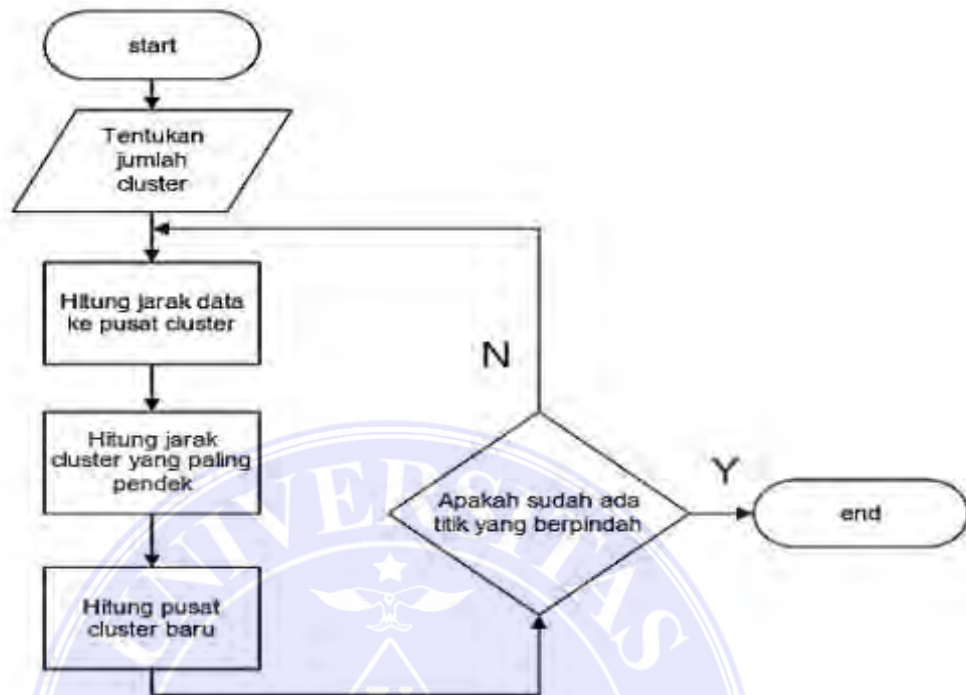 start
Tentukan
jumlah
cluster
Hitung jarak data
ke pusat cluster
N
Hitung jarak
cluster yang paling
pendek
Y
Apakah sudah ada
titik yang berpindah
end
Hitung pusat
cluster baru
UNIVERSITAS